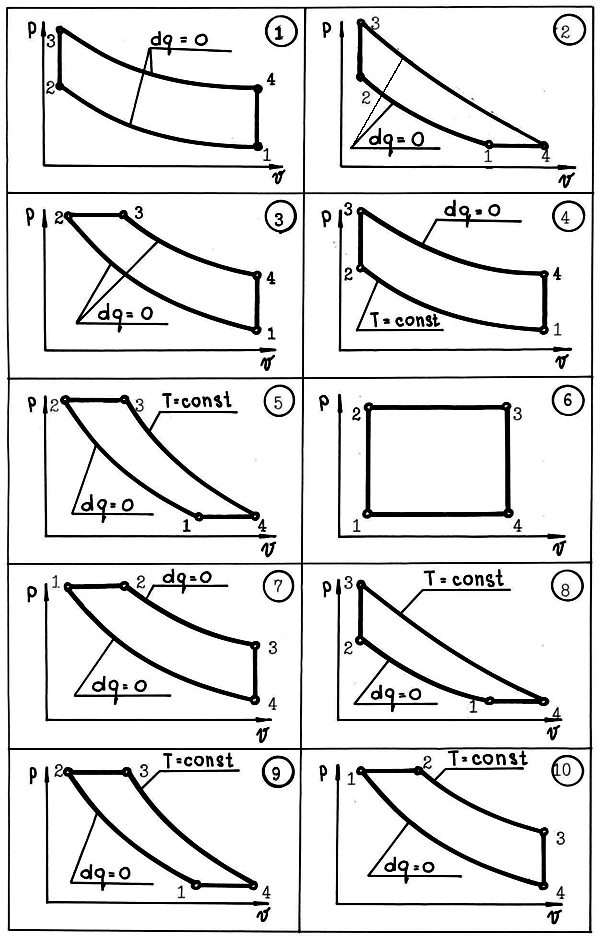 p 3 dq = 0 1
2 4
1
v
p 3 2
2
dq = 0 1 4
v
p 2 3 3
4
dq = 0 1
v
p 3 dq = 0 4
2 4
T = const 1
v
p 2 3 T = const 5
dq = 0 1 4
v
p 2 3 6
1 4
v
p 1 2 dq = 0 7
3
dq = 0 4
v
p 3 T = const 8
2
dq = 0 1 4
v
p 2 3 T = const 9
dq = 0 1 4
v
p 1 2 T = const 10
3
dq = 0 4
v